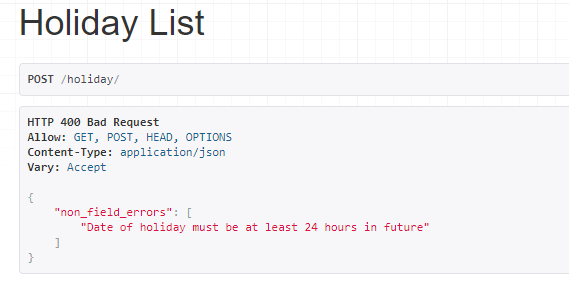 Holiday List
POST /holiday/
HTTP 400 Bad Request
Allow: GET, POST, HEAD, OPTIONS
Content-Type: application/json
Vary: Accept
{
    "non_field_errors": [
        "Date of holiday must be at least 24 hours in future"
    ]
}